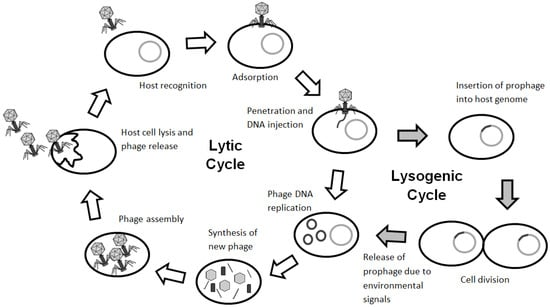 Host recognition
Adsorption
Penetration and
DNA injection
Insertion of prophage
into host genome
Host cell lysis and
phage release
Lytic
Cycle
Lysogenic
Cycle
Phage DNA
replication
Phage assembly
Synthesis of
new phage
Release of
prophage due to
environmental
signals
Cell division